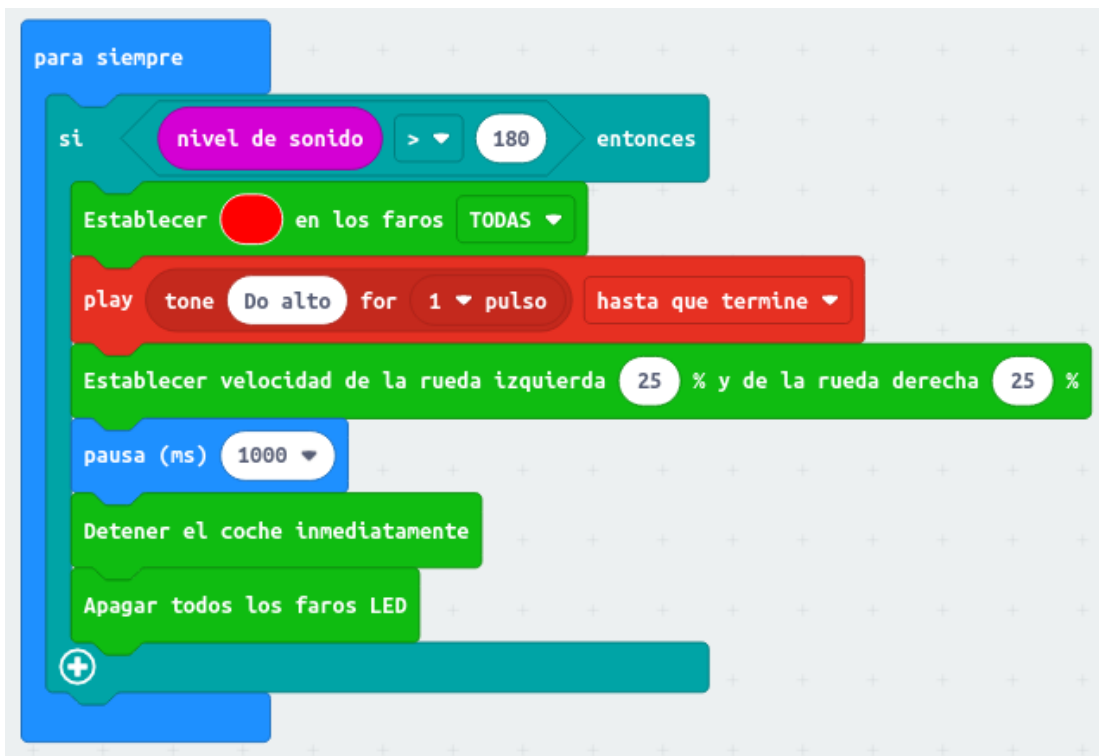 para siempre
si nivel de sonido > 180 entonces
Establecer en los faros TODAS
play tone Do alto for 1 pulso hasta que termine
Establecer velocidad de la rueda izquierda 25 % y de la rueda derecha 25 %
pausa (ms) 1000
Detener el coche inmediatamente
Apagar todos los faros LED